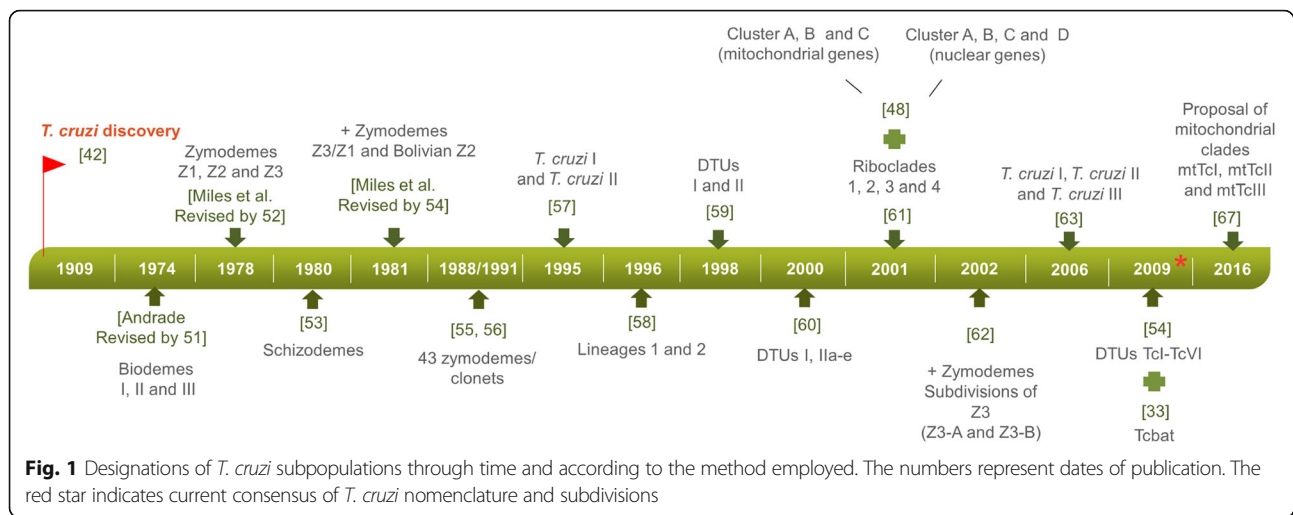 Cluster A, B and C
(mitochondrial genes)
Cluster A, B, C and D
(nuclear genes)
T. cruzi discovery
[42]
Zymodemes
Z1, Z2 and Z3
[Miles et al.
Revised by 52]
+ Zymodemes
Z3/Z1 and Bolivian Z2
[Miles et al.
Revised by 54]
T. cruzi I
and T. cruzi II
[57]
DTUs
I and II
[59]
[48]
Riboclades
1, 2, 3 and 4
[61]
T. cruzi I, T. cruzi II
and T. cruzi III
[63]
Proposal of
mitochondrial
clades
mtTcI, mtTcII
and mtTcIII
[67]
1909 1974 1978 1980 1981 1988/1991 1995 1996 1998 2000 2001 2002 2006 2009 * 2016
[Andrade
Revised by 51]
Biodemes
I, II and III
[53]
Schizodemes
[55, 56]
43 zymodemes/
clonets
[58]
Lineages 1 and 2
[60]
DTUs I, IIa-e
[62]
+ Zymodemes
Subdivisions of
Z3
(Z3-A and Z3-B)
[54]
DTUs TcI-TcVI
[33]
Tcbat
Fig. 1 Designations of T. cruzi subpopulations through time and according to the method employed. The numbers represent dates of publication. The
red star indicates current consensus of T. cruzi nomenclature and subdivisions